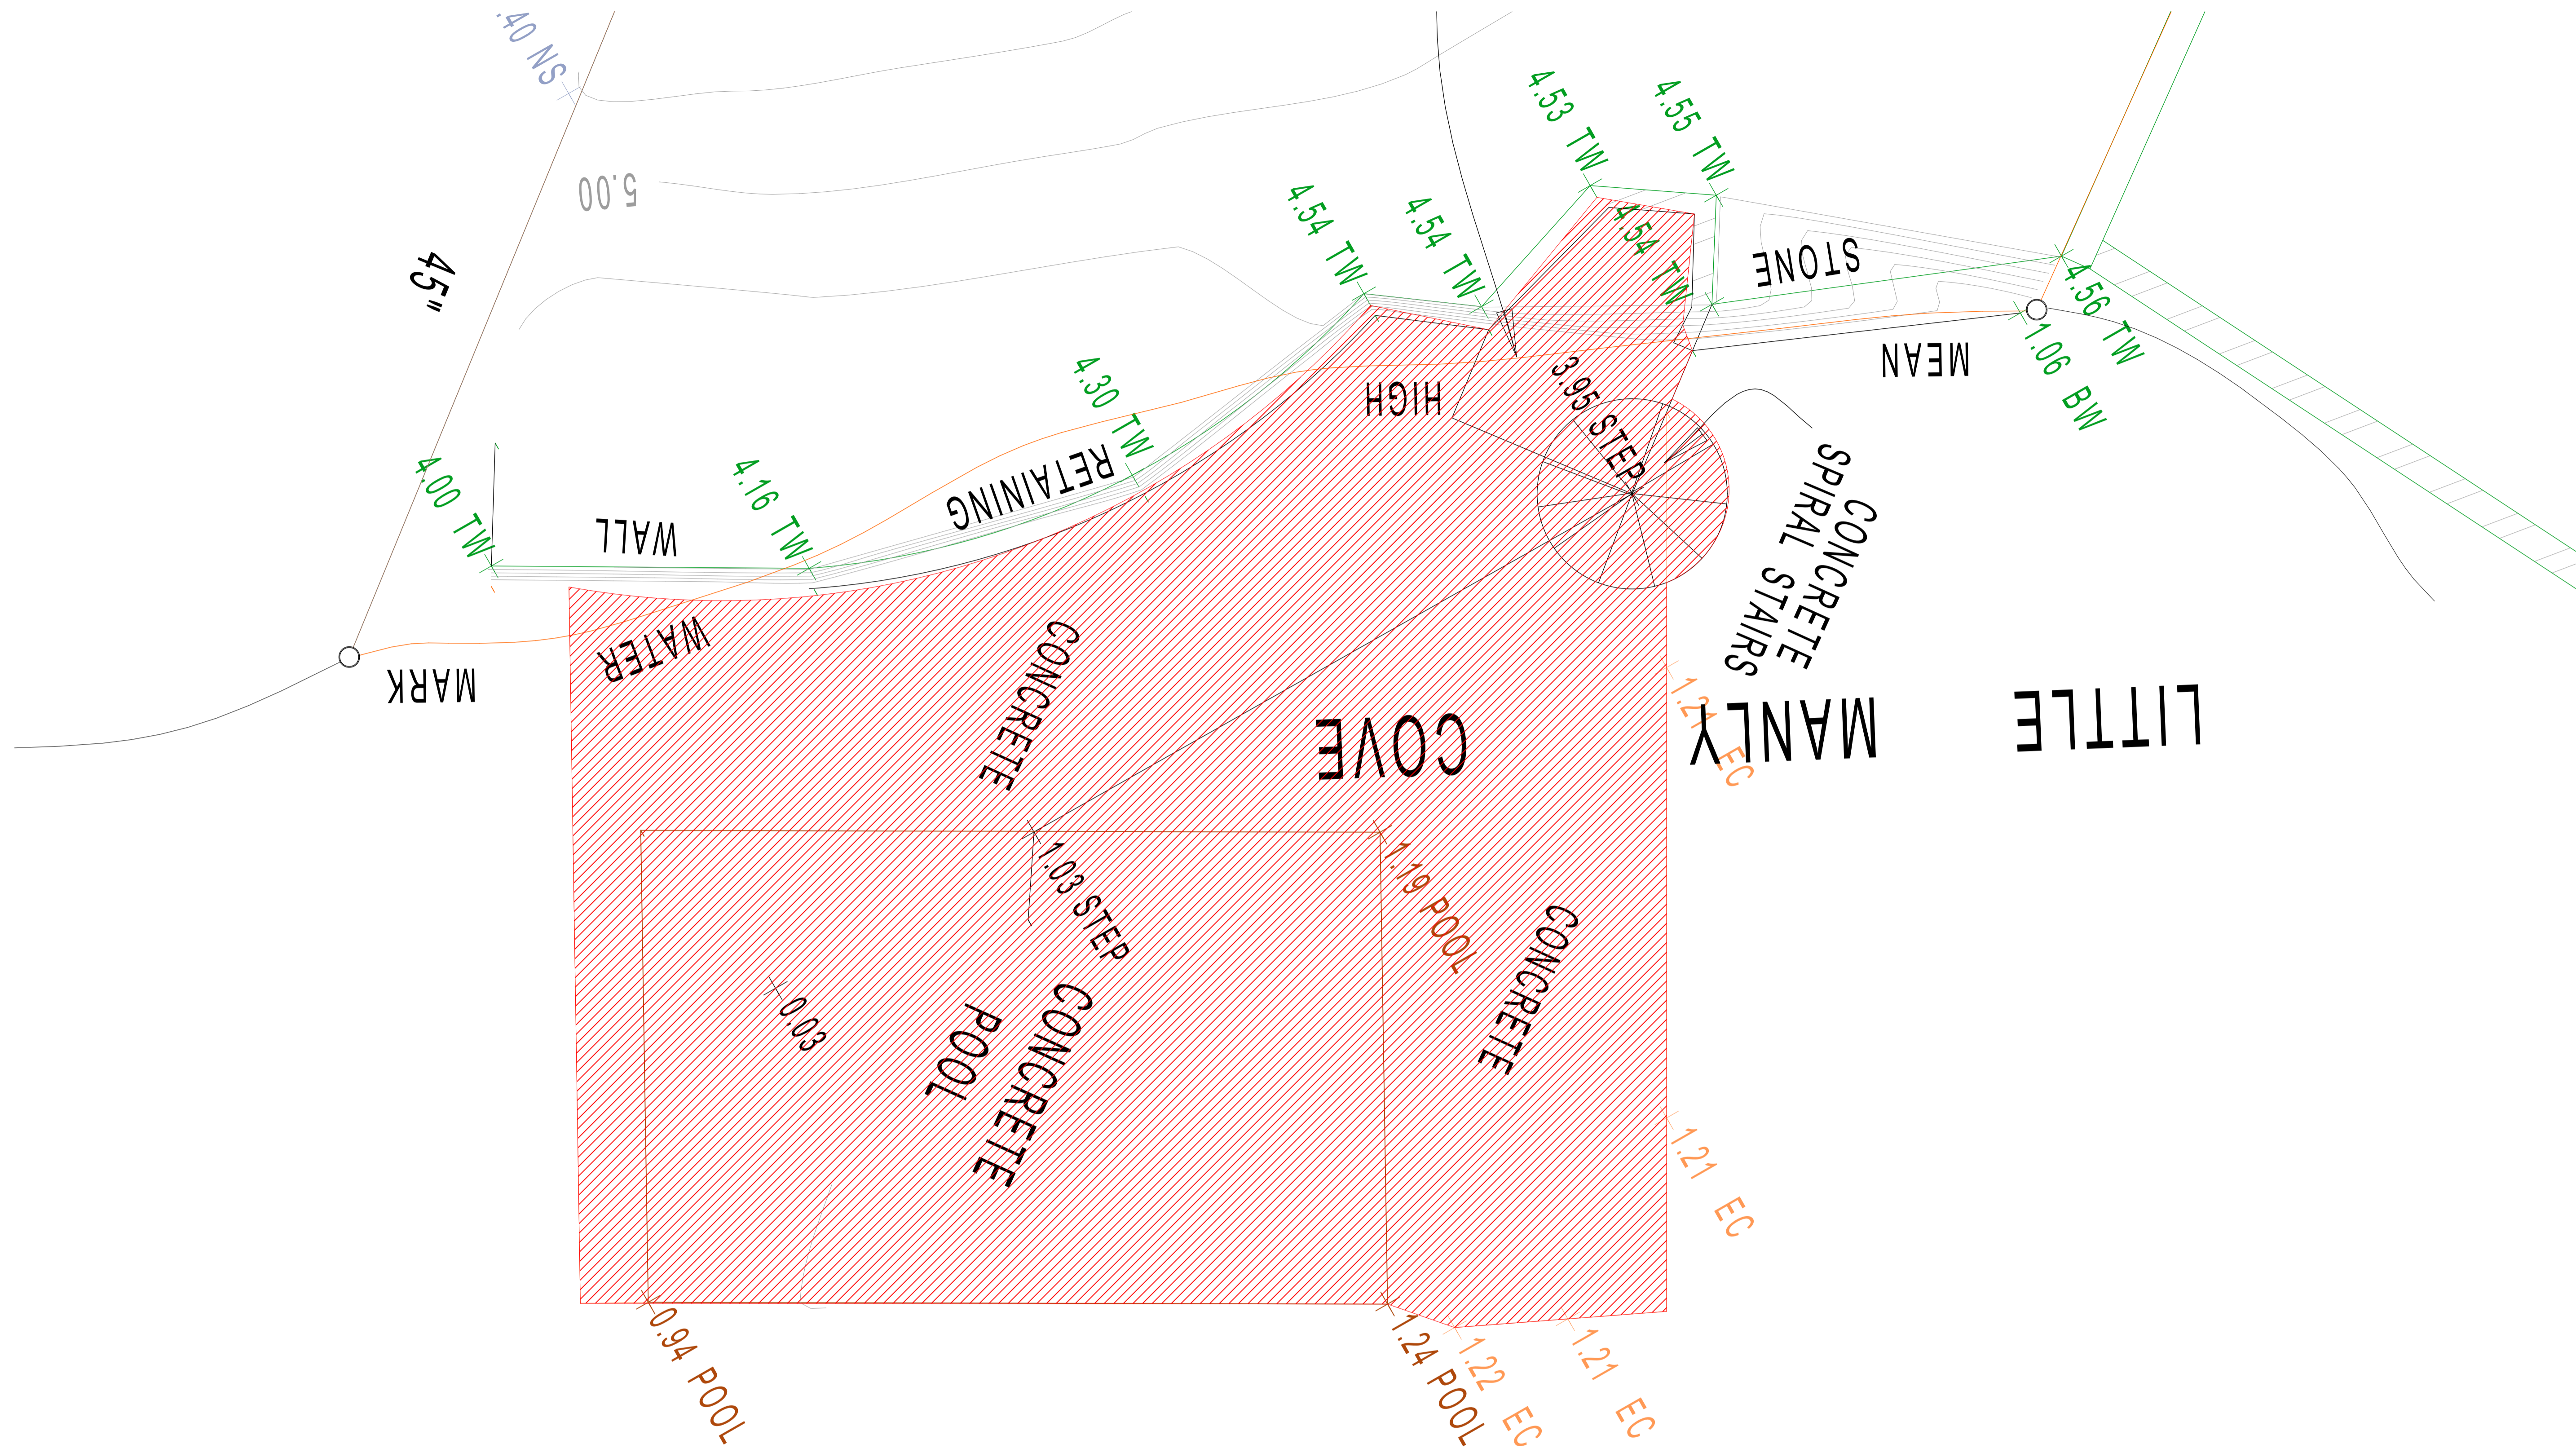 .40 NS
5.00
45"
4.53 TW
4.55 TW
4.54 TW
4.54 TW
4.54 TW
4.30 TW
4.16 TW
4.00 TW
4.56 TW
1.06 BW
STONE RETAINING WALL
MEAN HIGH WATER MARK
3.95 STEP
CONCRETE
SPIRAL STAIRS
LITTLE MANLY COVE
CONCRETE
1.21 EC
1.03 STEP
1.19 POOL
CONCRETE
0.03
CONCRETE
POOL
1.21 EC
0.94 POOL
1.24 POOL
1.22 EC
1.21 EC